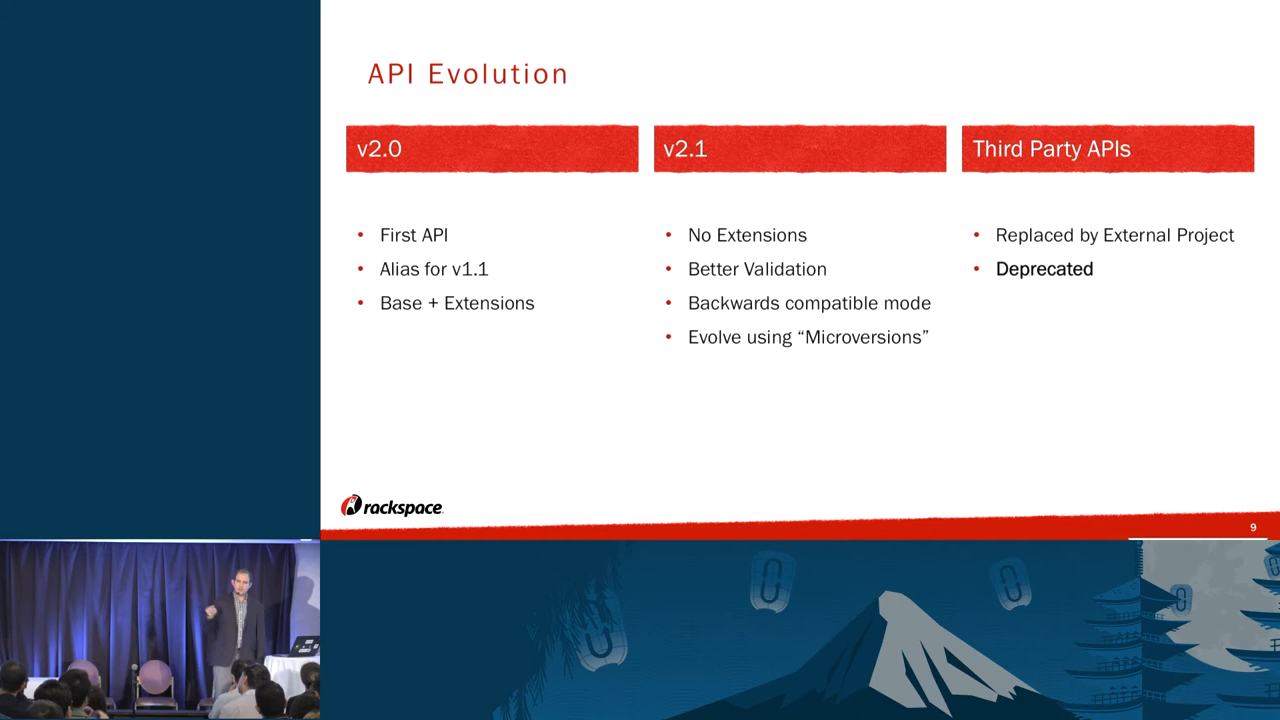 API Evolution
v2.0
First API
Alias for v1.1
Base + Extensions
v2.1
No Extensions
Better Validation
Backwards compatible mode
Evolve using “Microversions”
Third Party APIs
Replaced by External Project
Deprecated
rackspace
9